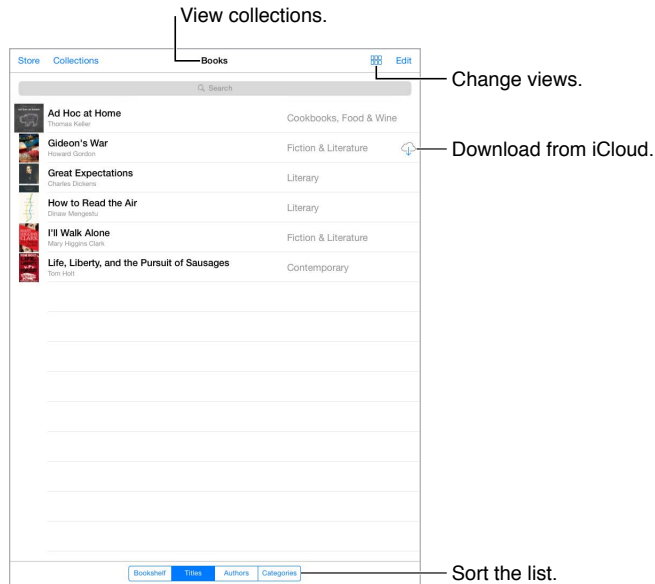 View collections.
Store Collections Books Edit
Change views.
Search
Ad Hoc at Home
Thomas Keller
Cookbooks, Food & Wine
Gideon's War
Howard Gordon
Fiction & Literature
Download from iCloud.
Great Expectations
Charles Dickens
Literary
How to Read the Air
Dinaw Mengestu
Literary
I'll Walk Alone
Mary Higgins Clark
Fiction & Literature
Life, Liberty, and the Pursuit of Sausages
Tom Holt
Contemporary
Bookshelf Titles Authors Categories
Sort the list.